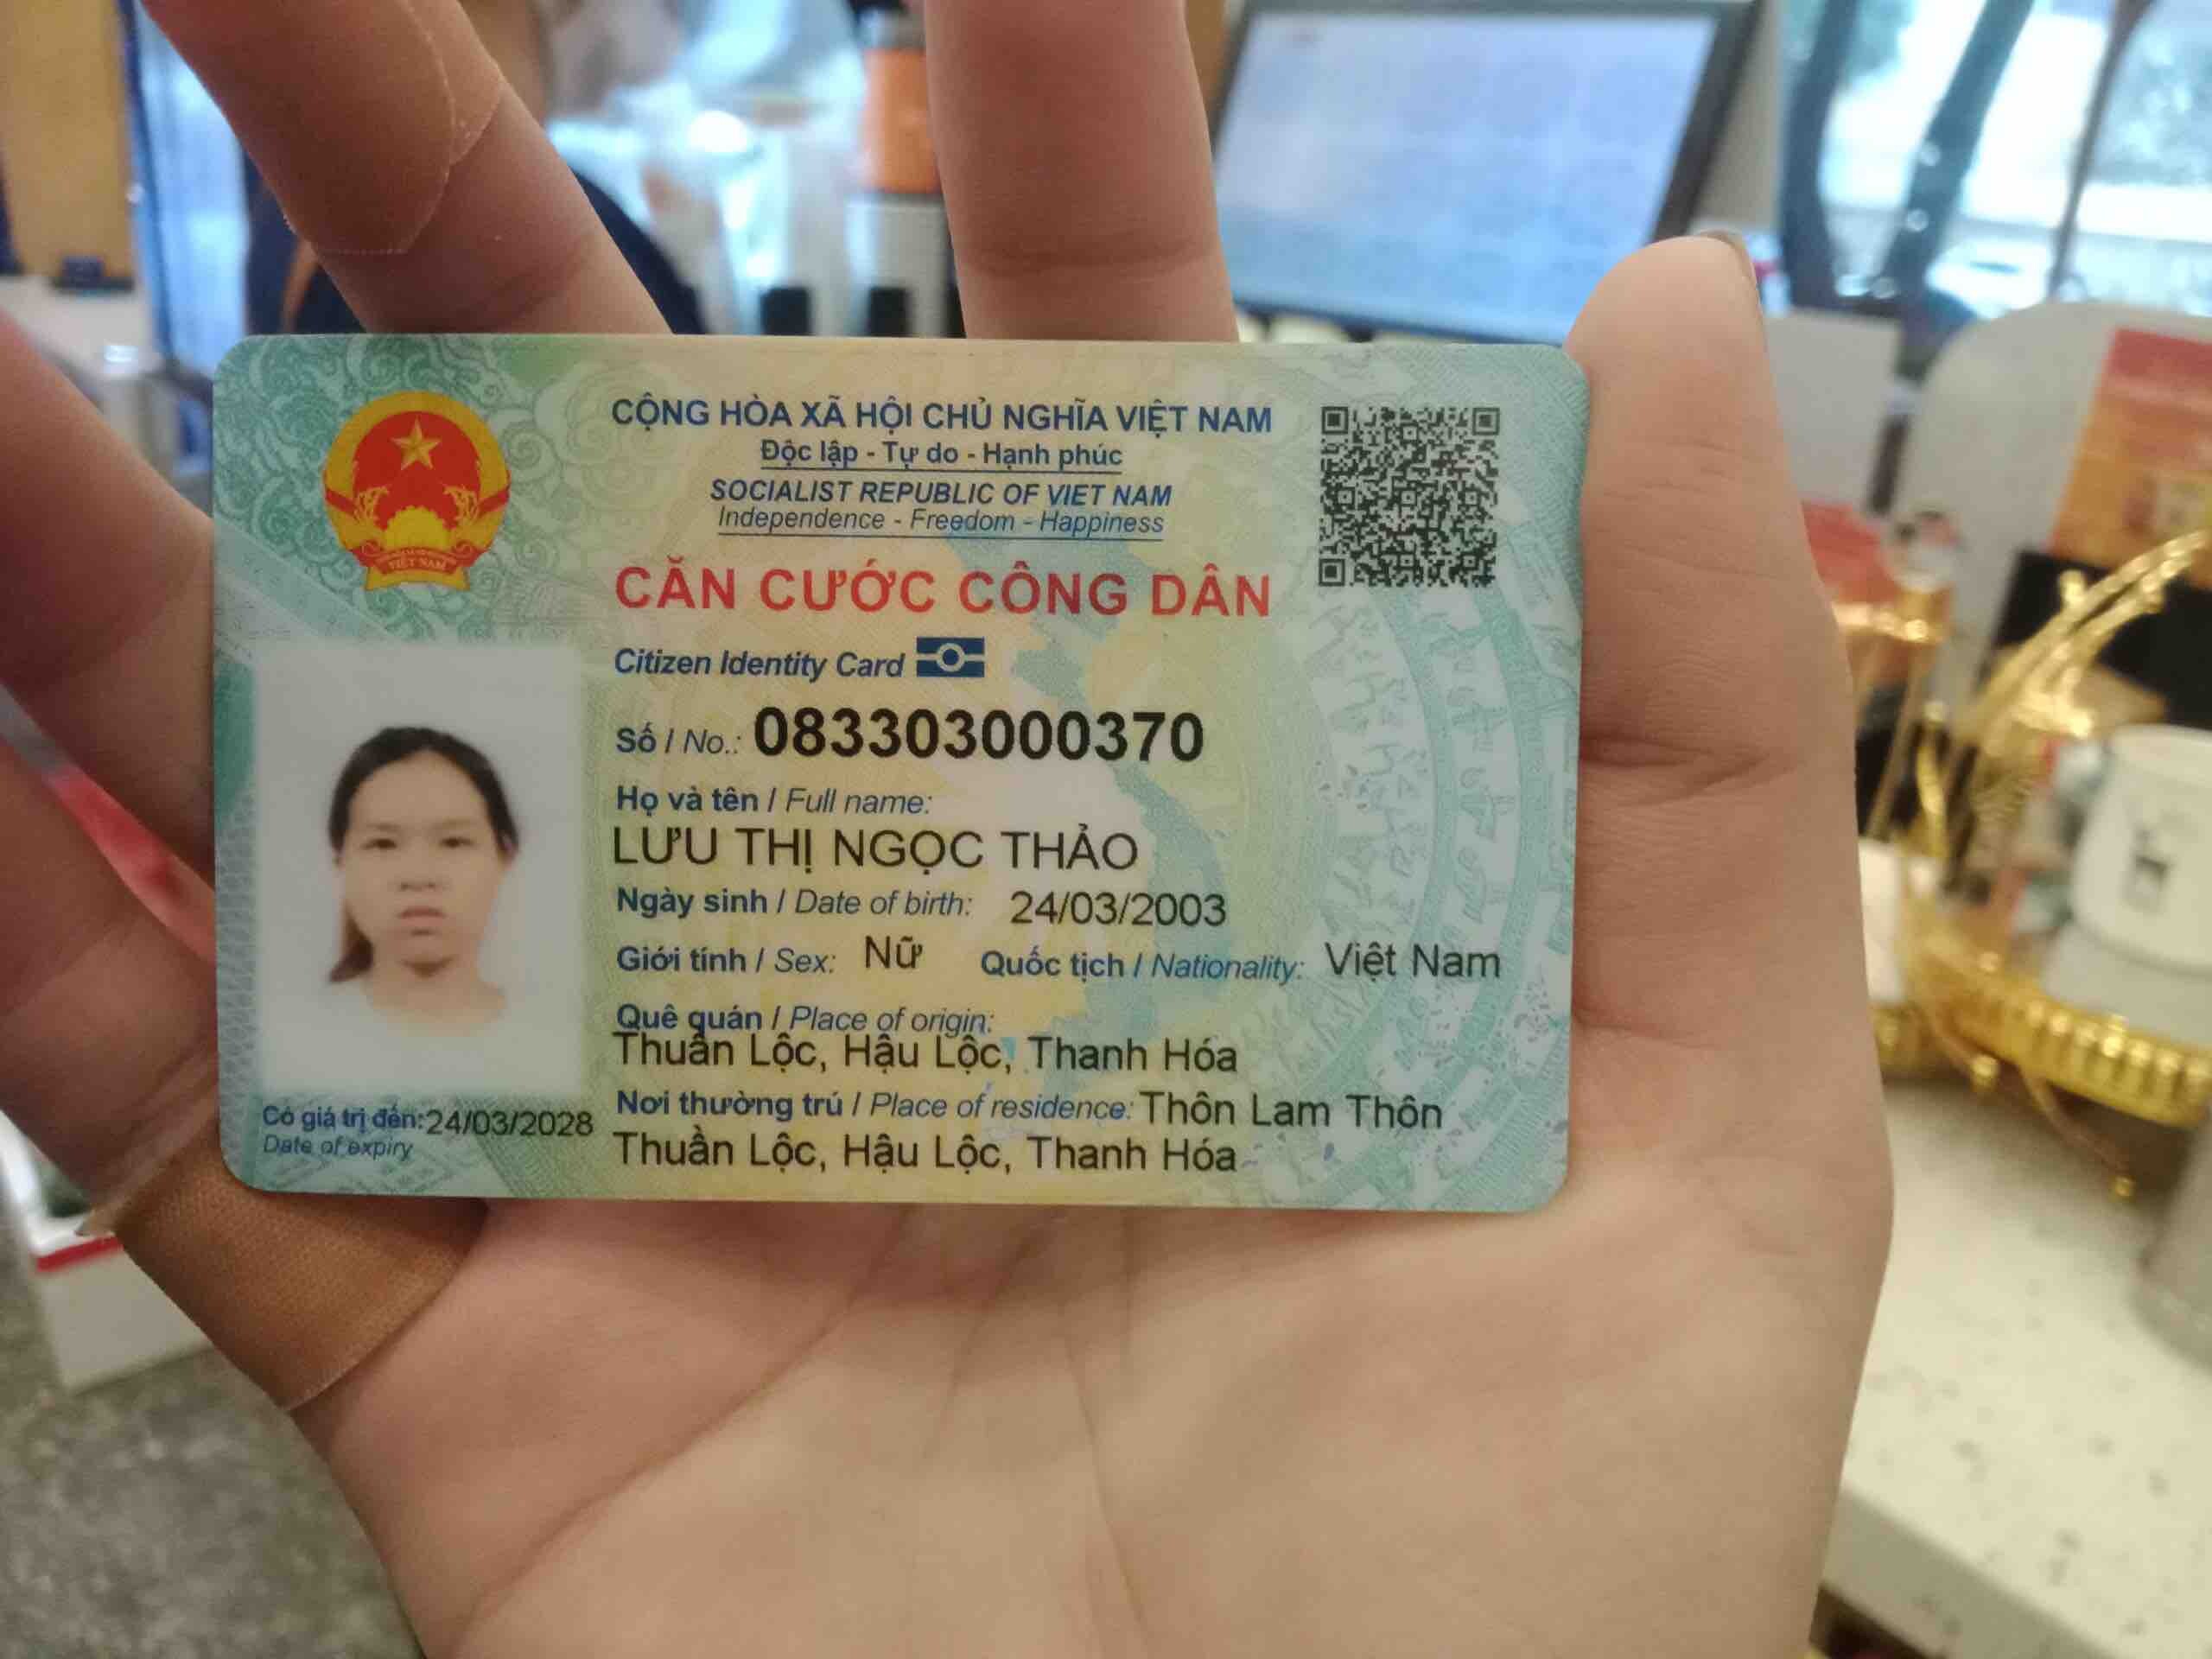 CỘNG HÒA XÃ HỘI CHỦ NGHĨA VIỆT NAM
Độc lập - Tự do - Hạnh phúc
SOCIALIST REPUBLIC OF VIET NAM
Independence - Freedom - Happiness
CĂN CƯỚC CÔNG DÂN
Citizen Identity Card
Số / No.: 083303000370
Họ và tên / Full name:
LƯU THỊ NGỌC THẢO
Ngày sinh / Date of birth: 24/03/2003
Giới tính / Sex: Nữ Quốc tịch / Nationality: Việt Nam
Quê quán / Place of origin:
Thuần Lộc, Hậu Lộc, Thanh Hóa
Nơi thường trú / Place of residence: Thôn Lam Thôn
Thuần Lộc, Hậu Lộc, Thanh Hóa
Có giá trị đến: 24/03/2028
Date of expiry
VIỆT NAM